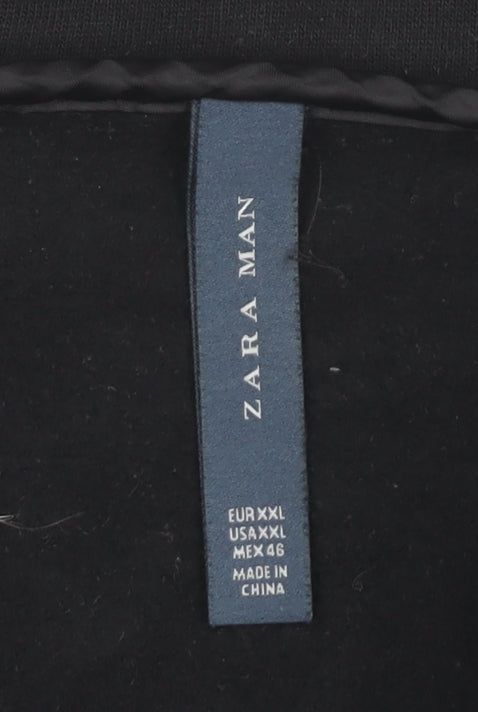 ZARA MAN
EUR XXL
USA XXL
MEX 46
MADE IN
CHINA